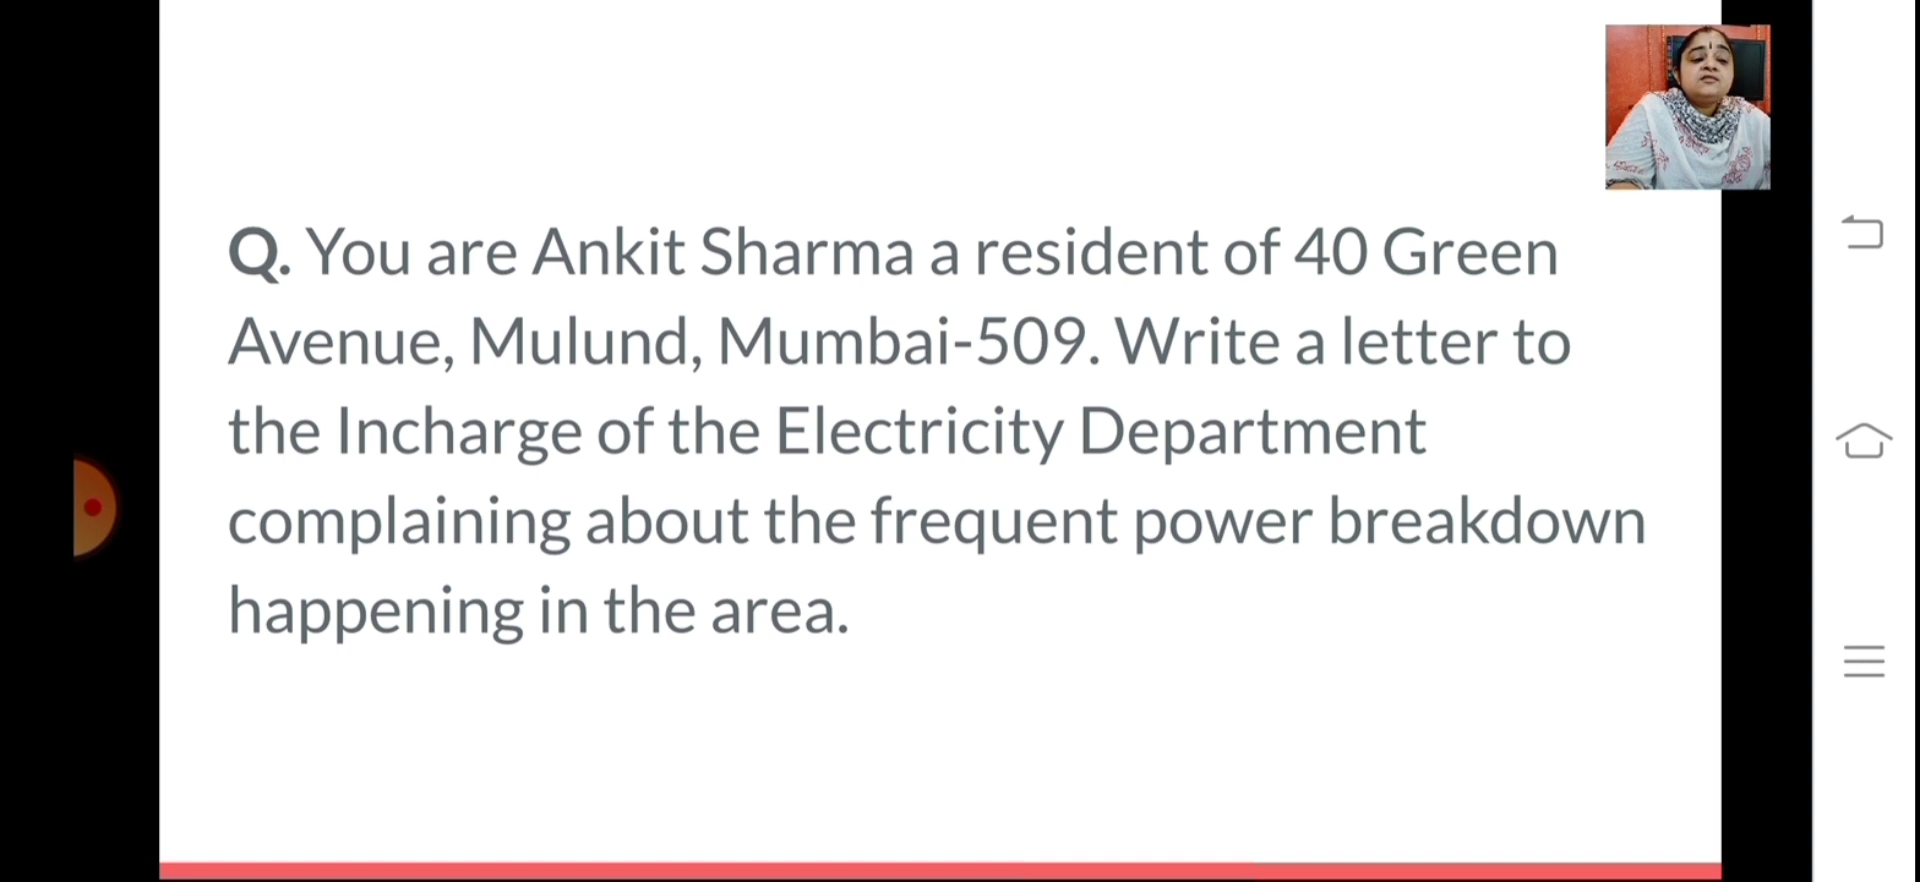 Q. You are Ankit Sharma a resident of 40 Green
Avenue, Mulund, Mumbai-509. Write a letter to
the Incharge of the Electricity Department
complaining about the frequent power breakdown
happening in the area.